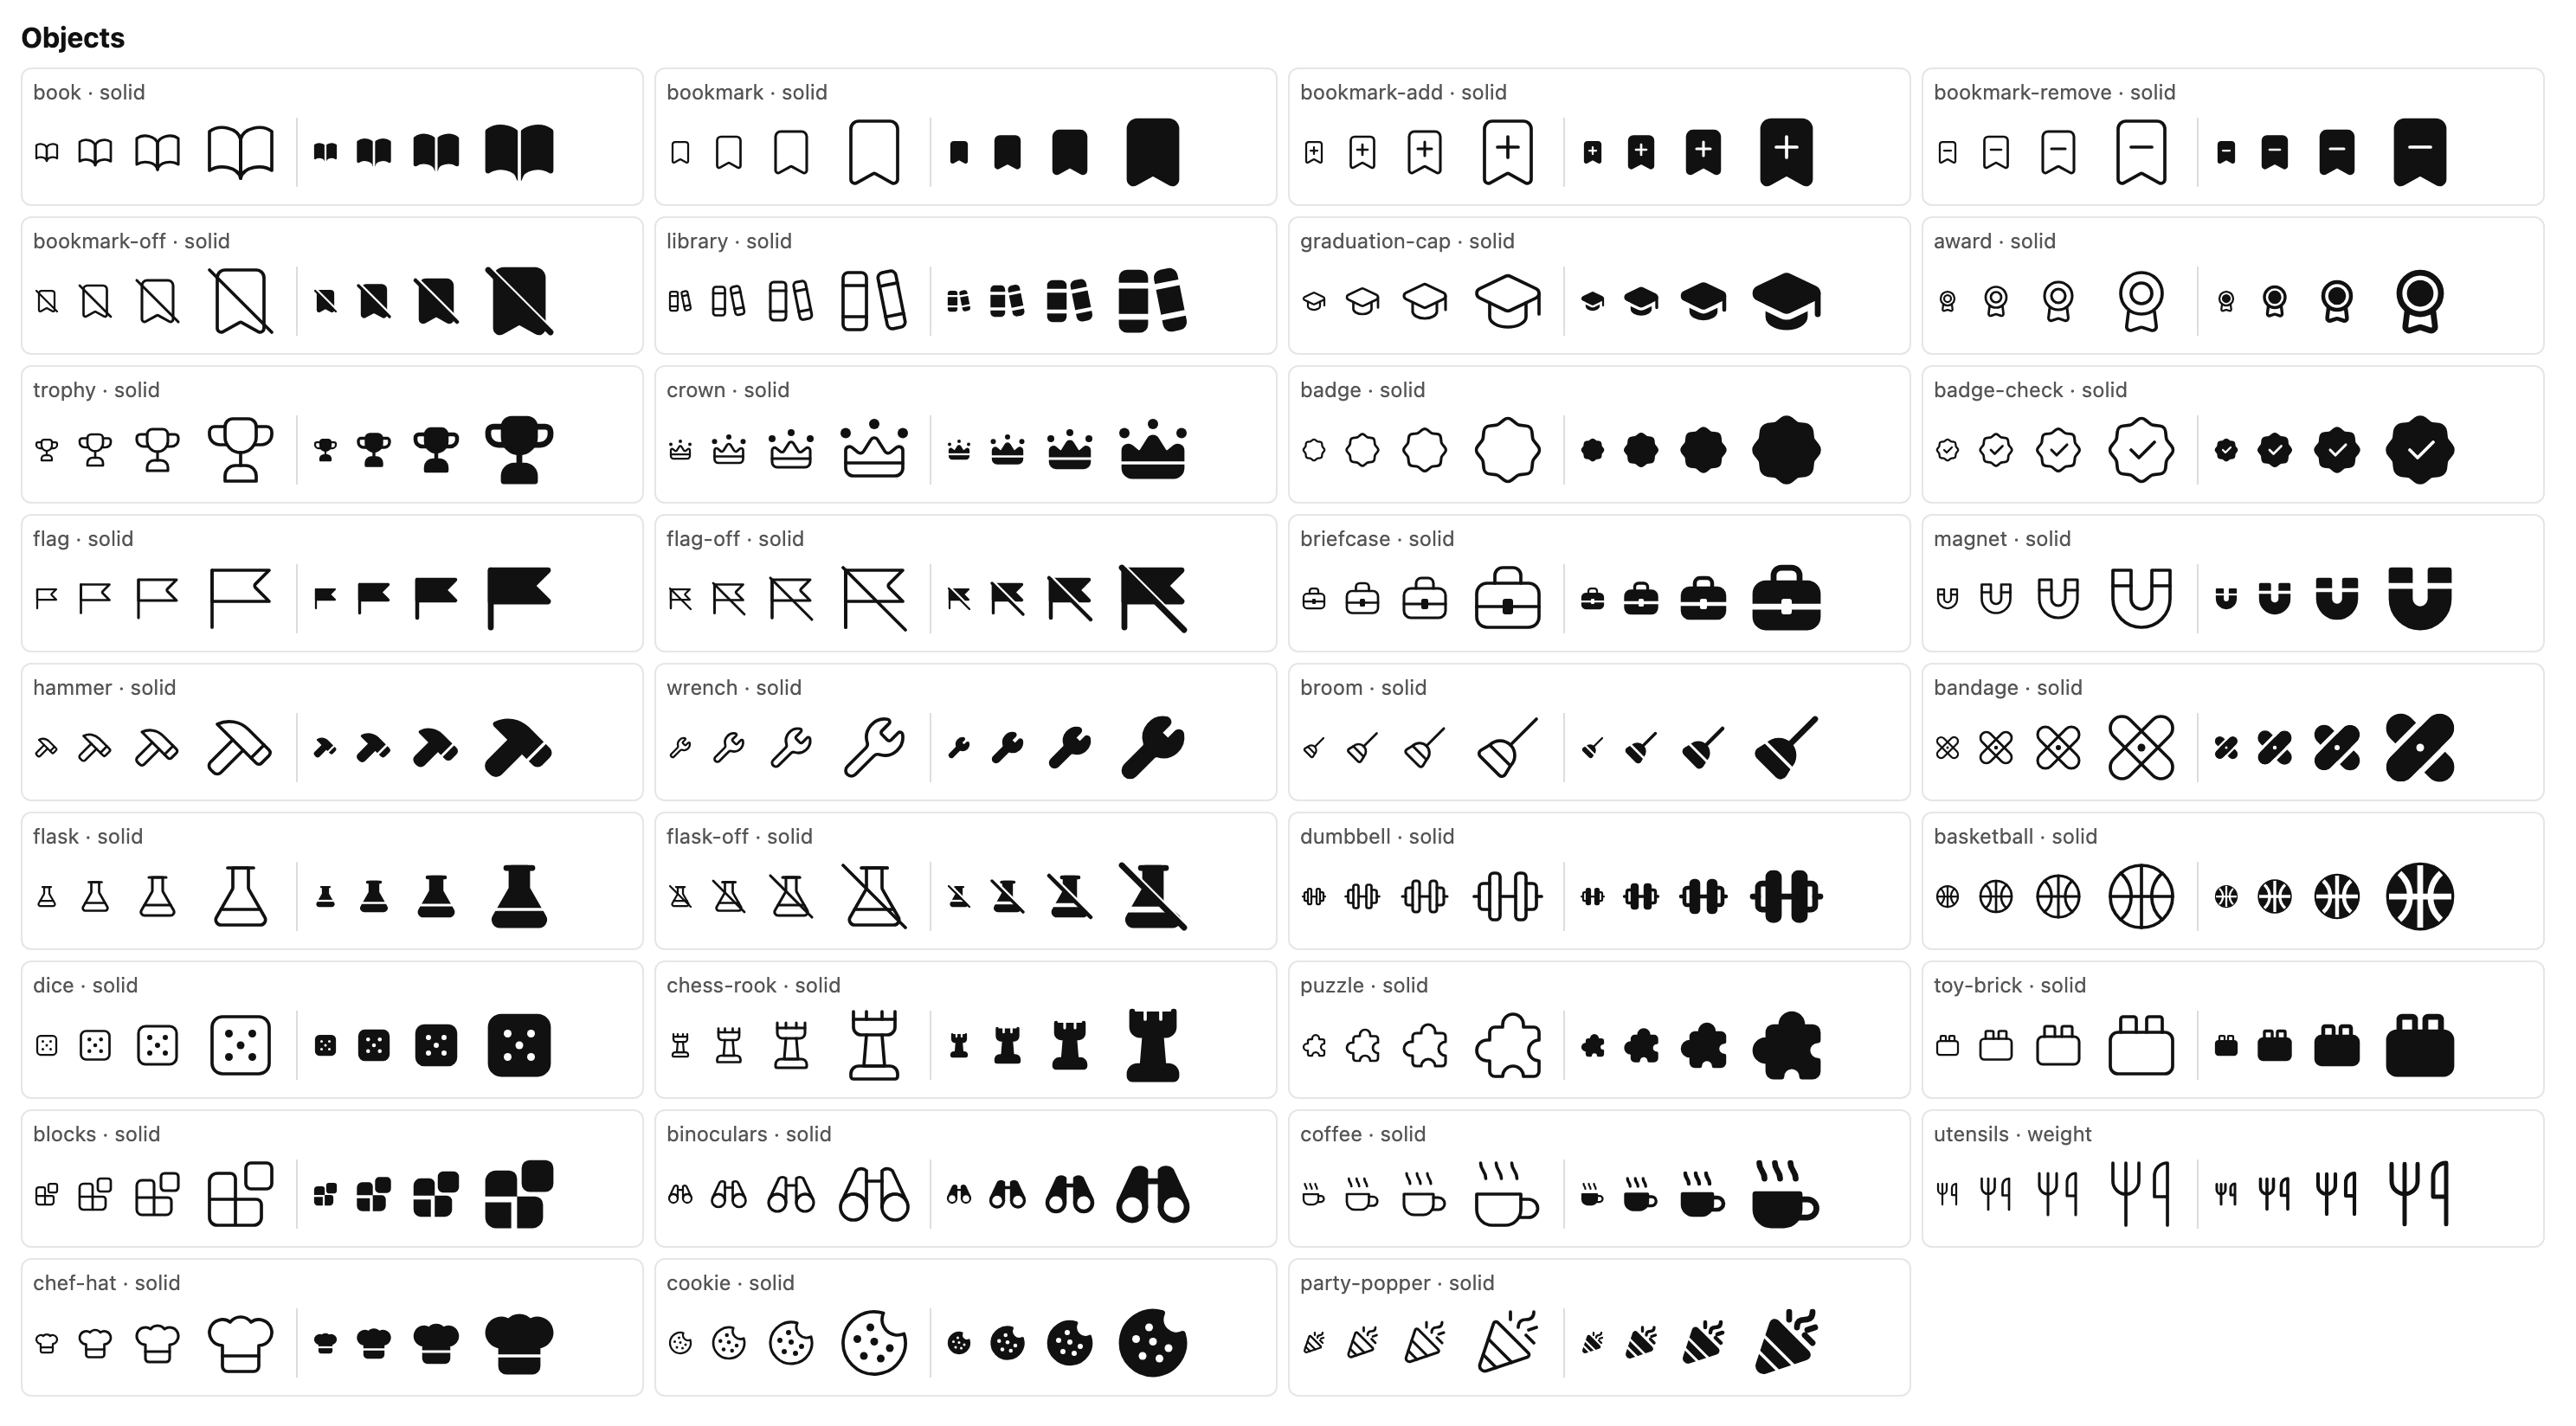 Objects
book · solid
bookmark · solid
bookmark-add · solid
bookmark-remove · solid
bookmark-off · solid
library · solid
graduation-cap · solid
award · solid
trophy · solid
crown · solid
badge · solid
badge-check · solid
flag · solid
flag-off · solid
briefcase · solid
magnet · solid
hammer · solid
wrench · solid
broom · solid
bandage · solid
flask · solid
flask-off · solid
dumbbell · solid
basketball · solid
dice · solid
chess-rook · solid
puzzle · solid
toy-brick · solid
blocks · solid
binoculars · solid
coffee · solid
utensils · weight
chef-hat · solid
cookie · solid
party-popper · solid